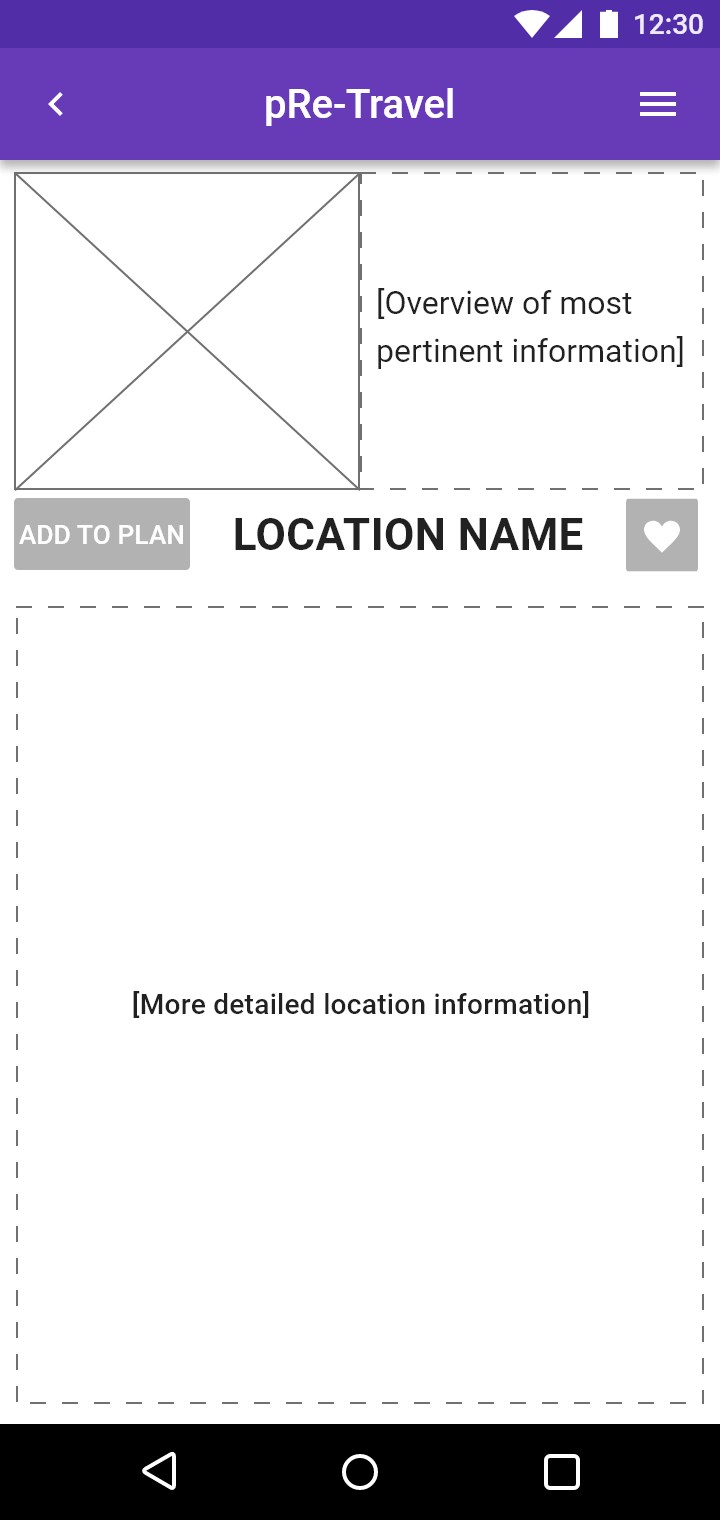 12:30
pRe-Travel
[Overview of most
pertinent information]
ADD TO PLAN
LOCATION NAME
[More detailed location information]